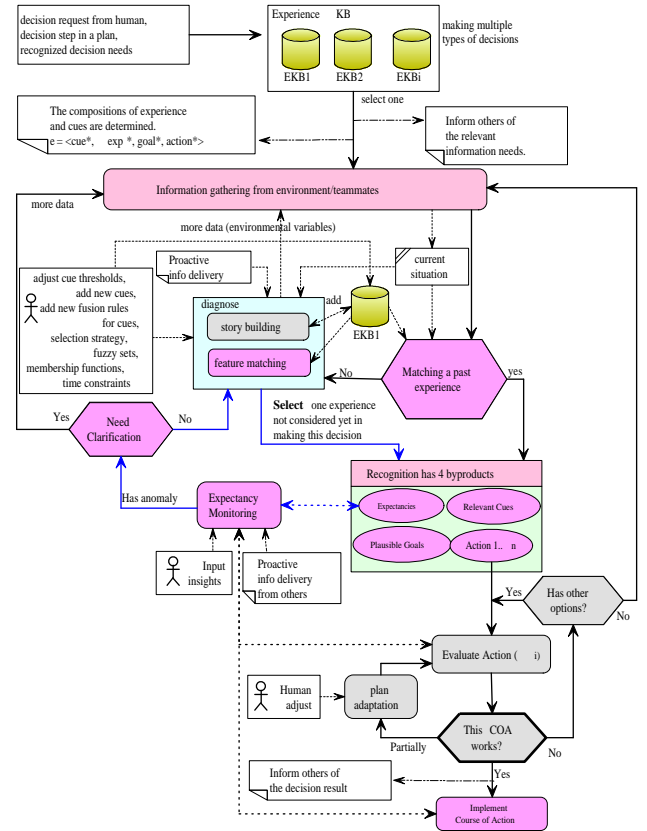 decision request from human,
decision step in a plan,
recognized decision needs
Experience KB
EKB1 EKB2 EKBi
making multiple
types of decisions
select one
The compositions of experience
and cues are determined.
e = <cue*, exp *, goal*, action*>
Inform others of
the relevant
information needs.
Information gathering from environment/teammates
more data
more data (environmental variables)
Proactive
info delivery
current
situation
adjust cue thresholds,
add new cues,
add new fusion rules
for cues,
selection strategy,
fuzzy sets,
membership functions,
time constraints
diagnose
story building
feature matching
add
EKB1
Matching a past
experience
No
yes
Yes
Need
Clarification
No
Select one experience
not considered yet in
making this decision
Has anomaly
Expectancy
Monitoring
Recognition has 4 byproducts
Expectancies
Relevant Cues
Plausible Goals
Action 1.. n
Input
insights
Proactive
info delivery
from others
Yes
Has other
options?
No
Evaluate Action ( i)
Human
adjust
plan
adaptation
Partially
This COA
works?
No
Yes
Inform others of
the decision result
Implement
Course of Action